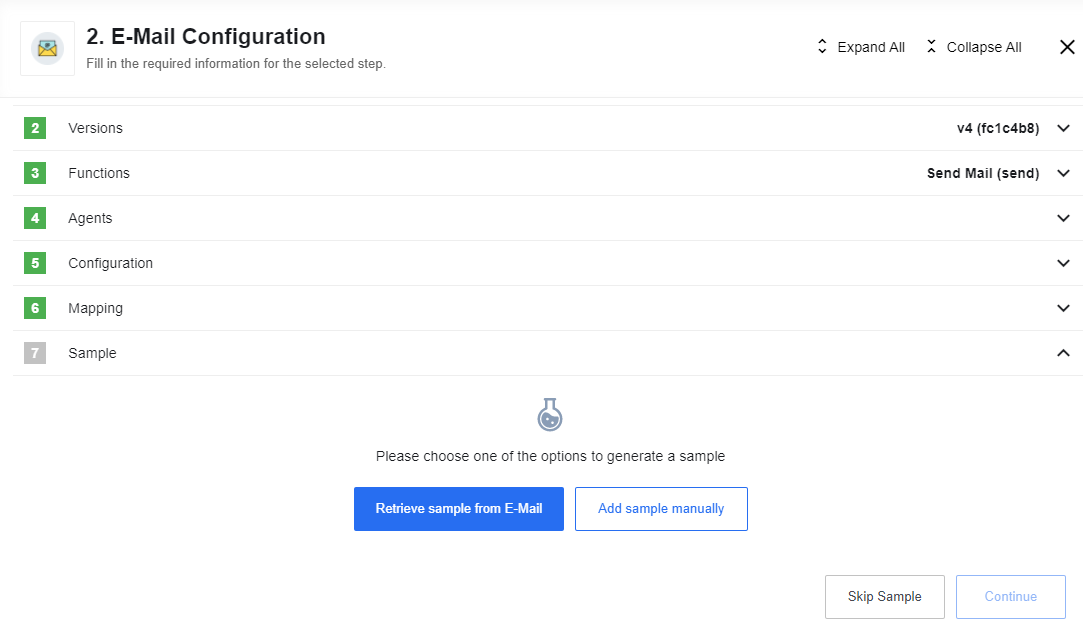 2. E-Mail Configuration
Fill in the required information for the selected step.
Expand All
Collapse All
2 Versions v4 (fc1c4b8)
3 Functions Send Mail (send)
4 Agents
5 Configuration
6 Mapping
7 Sample
Please choose one of the options to generate a sample
Retrieve sample from E-Mail
Add sample manually
Skip Sample
Continue